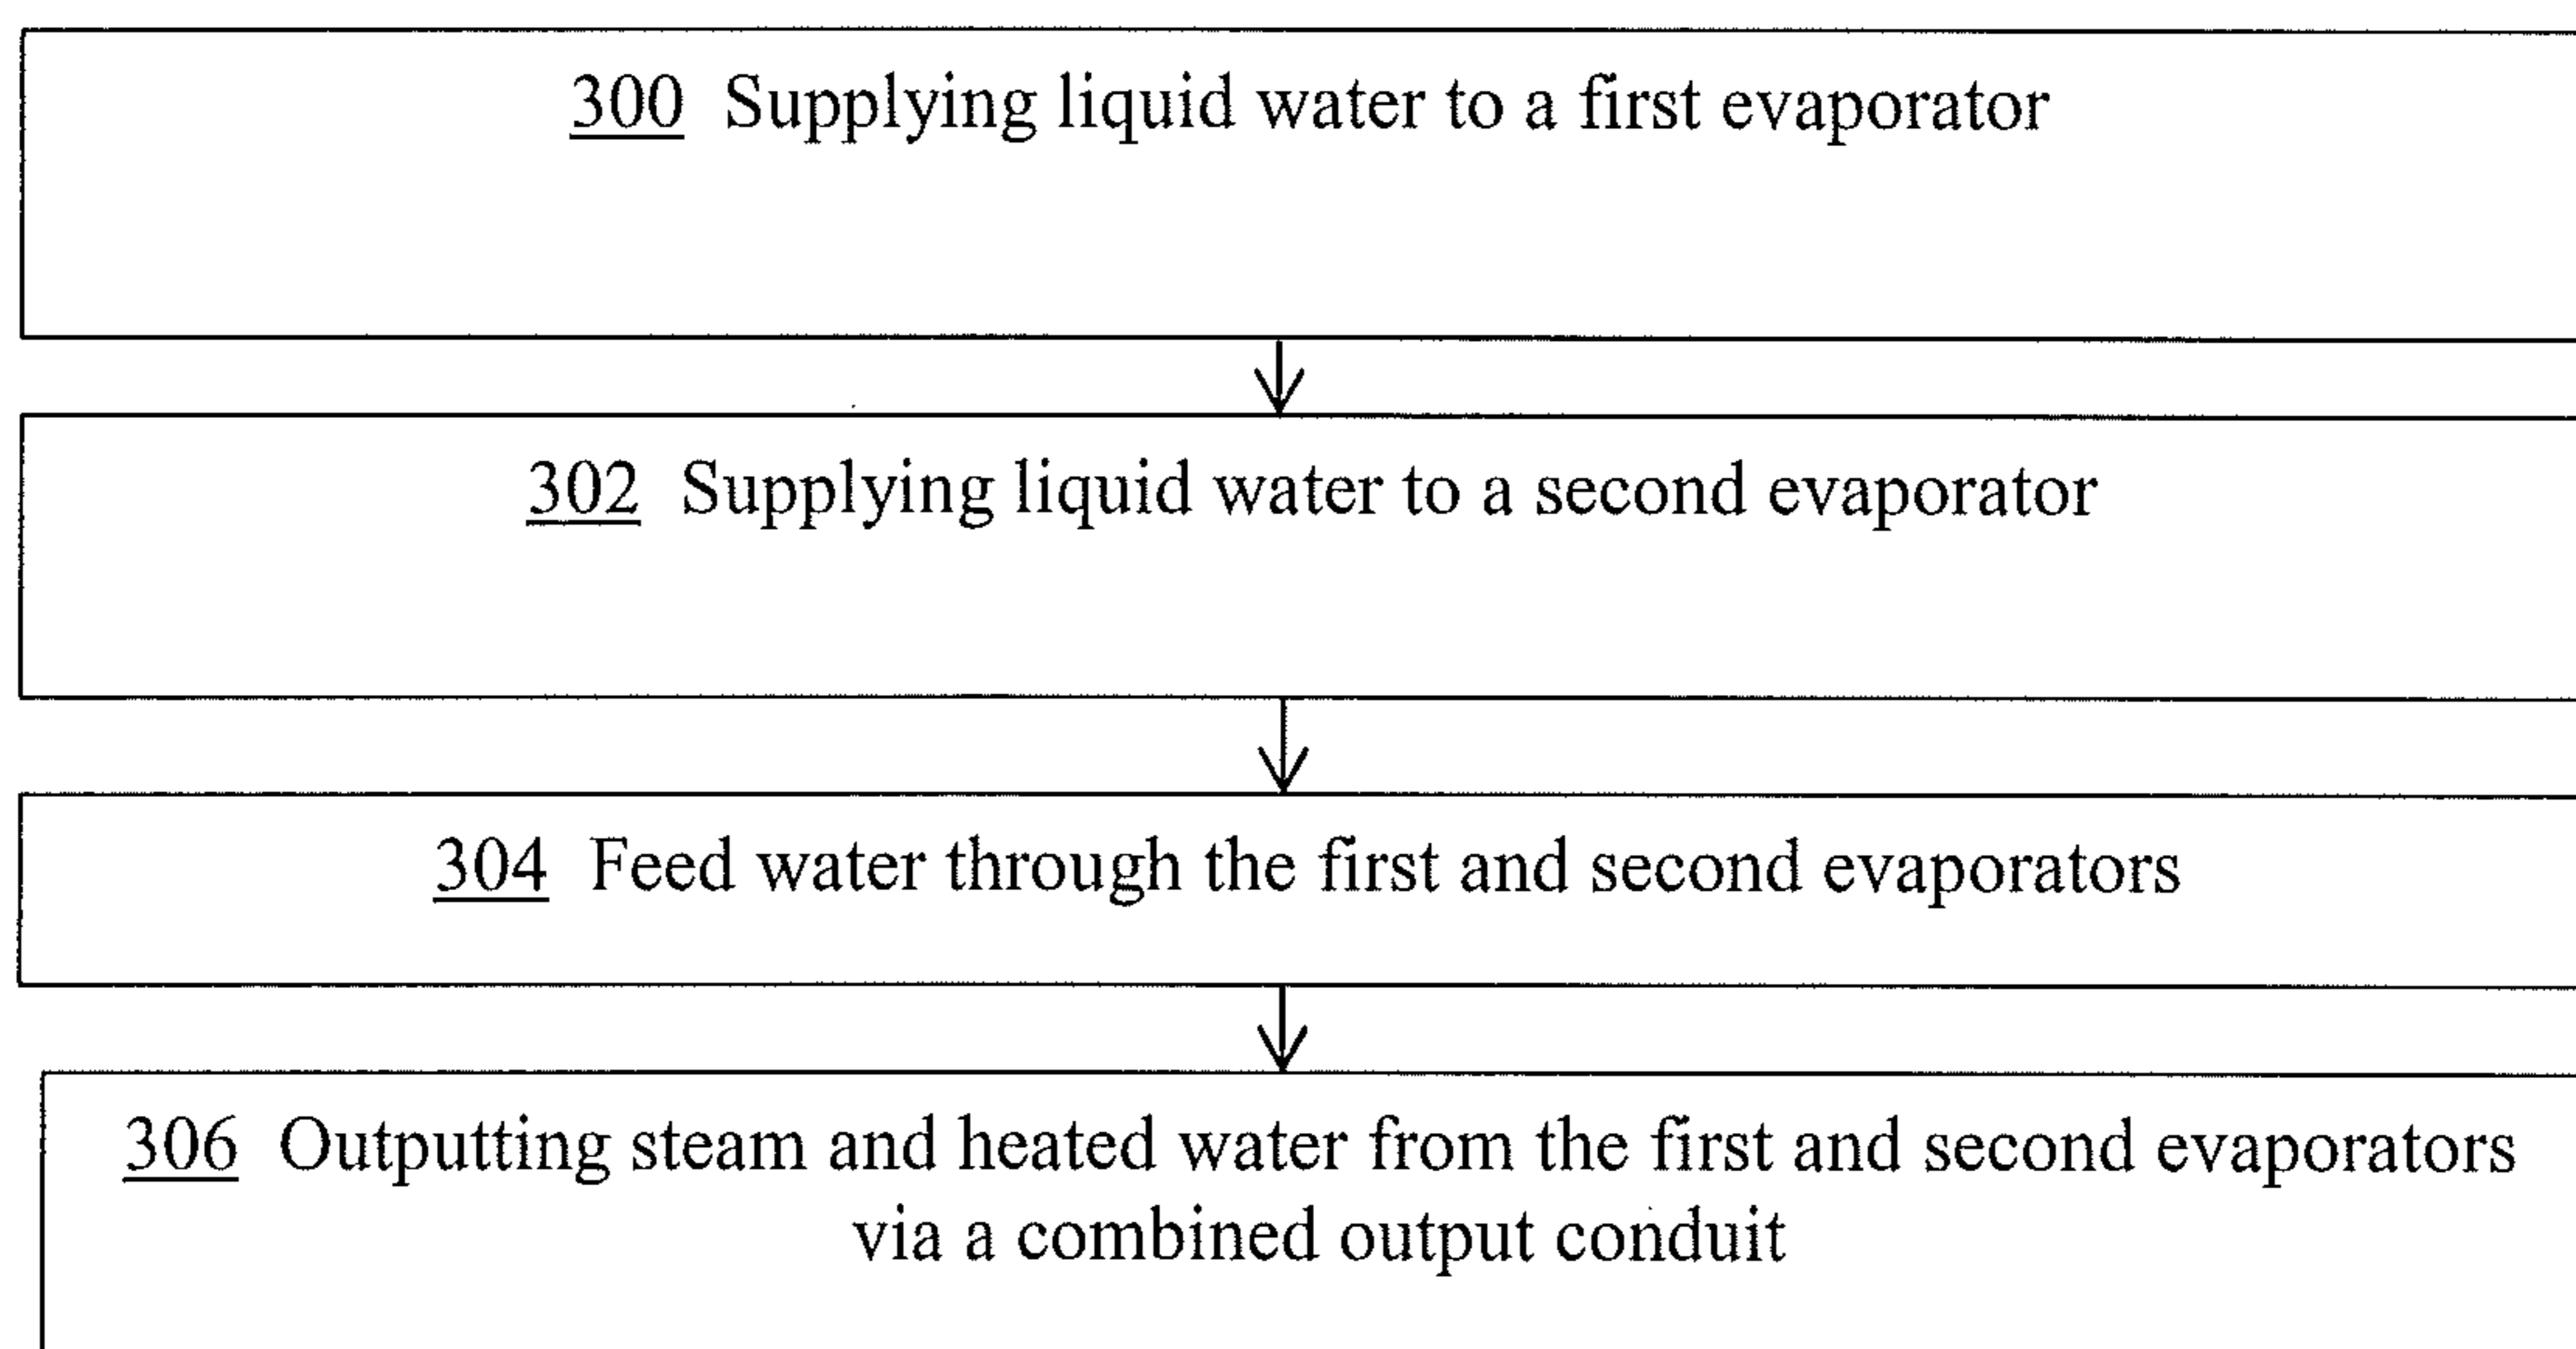 300 Supplying liquid water to a first evaporator
302 Supplying liquid water to a second evaporator
304 Feed water through the first and second evaporators
306 Outputting steam and heated water from the first and second evaporators
via a combined output conduit